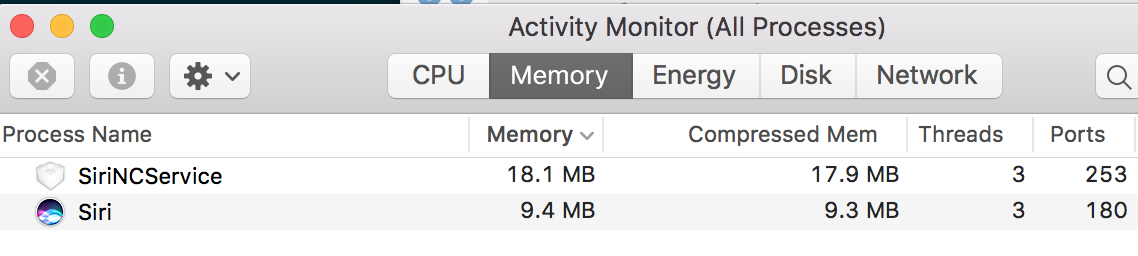 Activity Monitor (All Processes)
CPU Memory Energy Disk Network
Process Name Memory Compressed Mem Threads Ports
SiriNCService 18.1 MB 17.9 MB 3 253
Siri 9.4 MB 9.3 MB 3 180